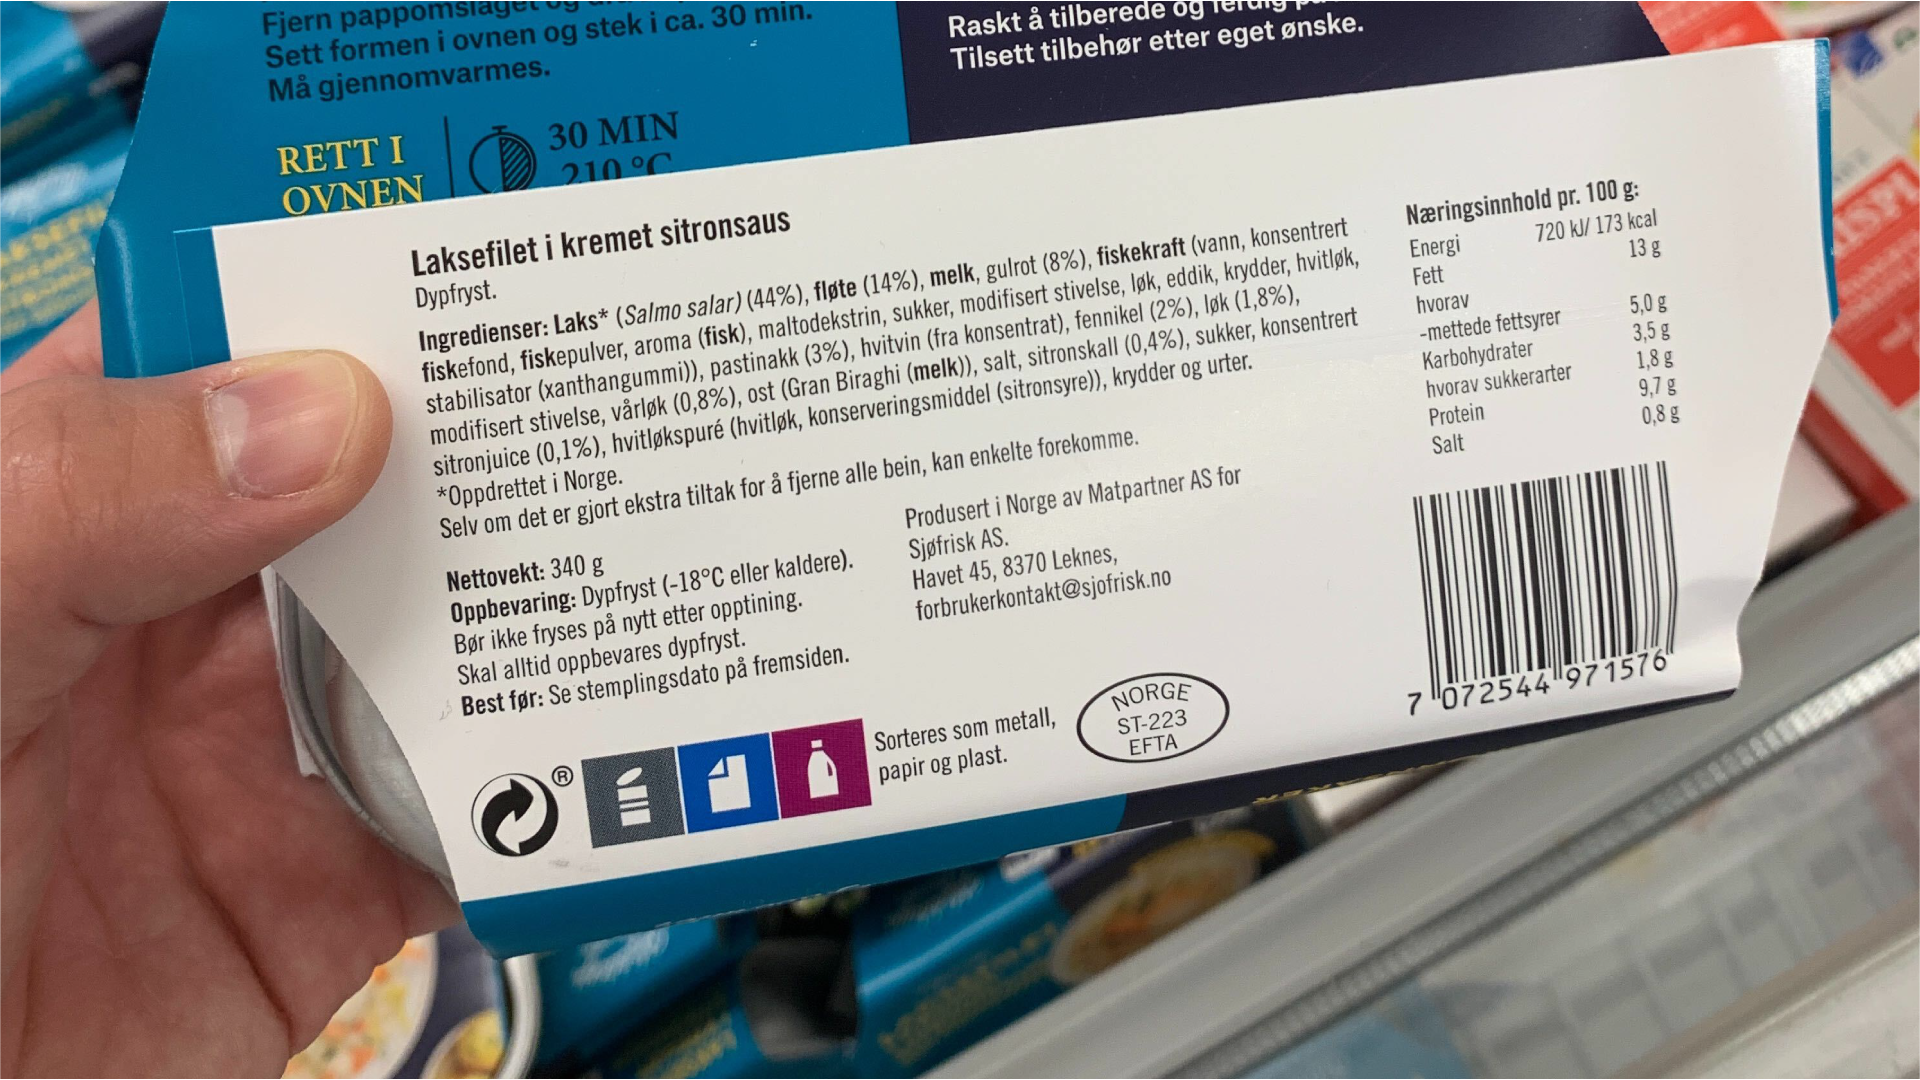 Fjern
Sett formen i ovnen og stek i ca. 30 min.
Må gjennomvarmes.
RETT I
OVNEN
30 MIN
210 °C
Raskt å tilberede og
Tilsett tilbehør etter eget ønske.
Laksefilet i kremet sitronsaus
Dypfryst.
Ingredienser: Laks* (Salmo salar) (44%), fløte (14%), melk, gulrot (8%), fiskekraft (vann, konsentrert
fiskefond, fiskepulver, aroma (fisk), maltodekstrin, sukker, modifisert stivelse, løk, eddik, krydder, hvitløk,
stabilisator (xanthangummi)), pastinakk (3%), hvitvin (fra konsentrat), fennikel (2%), løk (1,8%),
modifisert stivelse, vårløk (0,8%), ost (Gran Biraghi (melk)), salt, sitronskall (0,4%), sukker, konsentrert
sitronjuice (0,1%), hvitløkspuré (hvitløk, konserveringsmiddel (sitronsyre)), krydder og urter.
*Oppdrettet i Norge.
Selv om det er gjort ekstra tiltak for å fjerne alle bein, kan enkelte forekomme.
Nettovekt: 340 g
Oppbevaring: Dypfryst (-18°C eller kaldere).
Bør ikke fryses på nytt etter opptining.
Skal alltid oppbevares dypfryst.
Best før: Se stemplingsdato på fremsiden.
Produsert i Norge av Matpartner AS for
Sjøfrisk AS.
Havet 45, 8370 Leknes,
forbrukerkontakt@sjofrisk.no
®
Sorteres som metall,
papir og plast.
NORGE
ST-223
EFTA
Næringsinnhold pr. 100 g:
Energi 720 kJ/ 173 kcal
Fett 13 g
hvorav
-mettede fettsyrer 5,0 g
Karbohydrater 3,5 g
hvorav sukkerarter 1,8 g
Protein 9,7 g
Salt 0,8 g
7 072544 971576